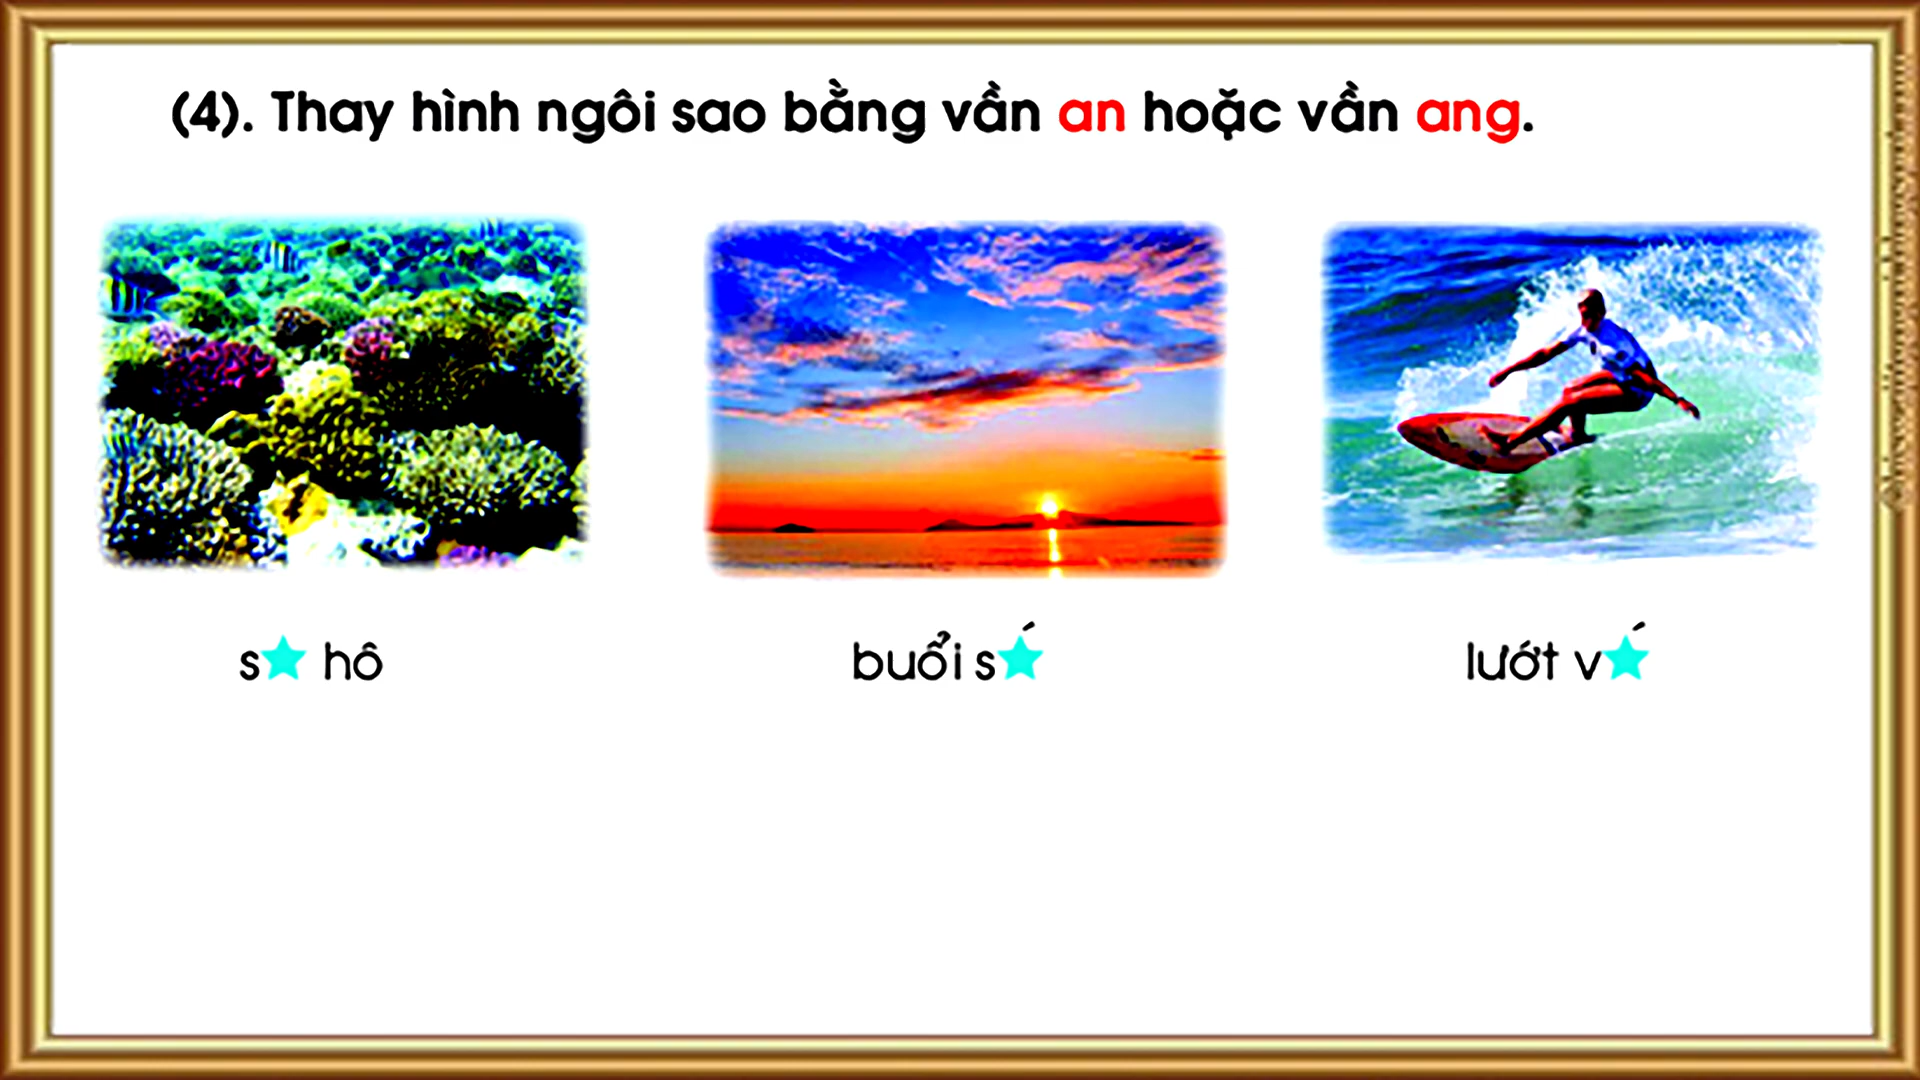 (4). Thay hình ngôi sao bằng vần an hoặc vần ang.
s★ hô
buổi s★́
lướt v★́